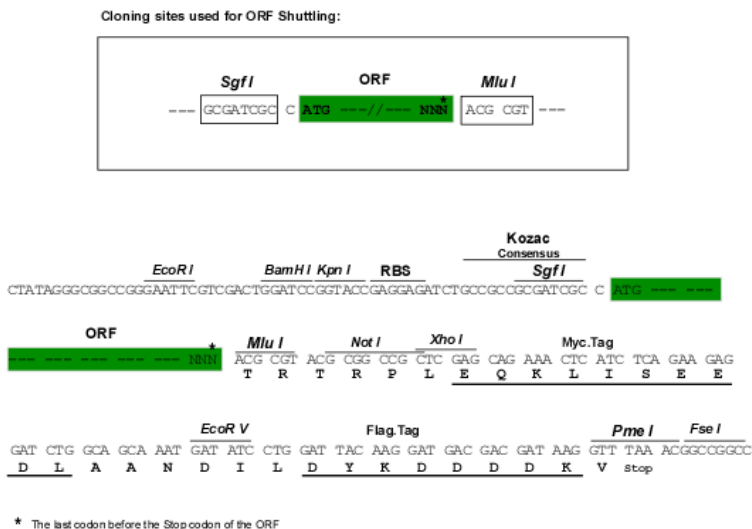 Cloning sites used for ORF Shuttling:
Sgf I ORF Mlu I
--- GCGATCGC C ATG ---//--- NNN* ACG CGT ---
Kozac
Consensus
EcoR I BamH I Kpn I RBS Sgf I
CTATAGGGCGGCCGGGAATTCGTCGACTGGATCCGGTACCGAGGAGATCTGCCGCCGCGATCGC C ATG --- ---
ORF Mlu I Not I Xho I Myc.Tag
--- --- --- --- --- --- NNN* ACG CGT ACG CGG CCG CTC GAG CAG AAA CTC ATC TCA GAA GAG
T R T R P L E Q K L I S E E
EcoR V Flag.Tag Pme I Fse I
GAT CTG GCA GCA AAT GAT ATC CTG GAT TAC AAG GAT GAC GAC GAT AAG GTT TAA ACGGCCGGCC
D L A A N D I L D Y K D D D D K V Stop
* The last codon before the Stop codon of the ORF